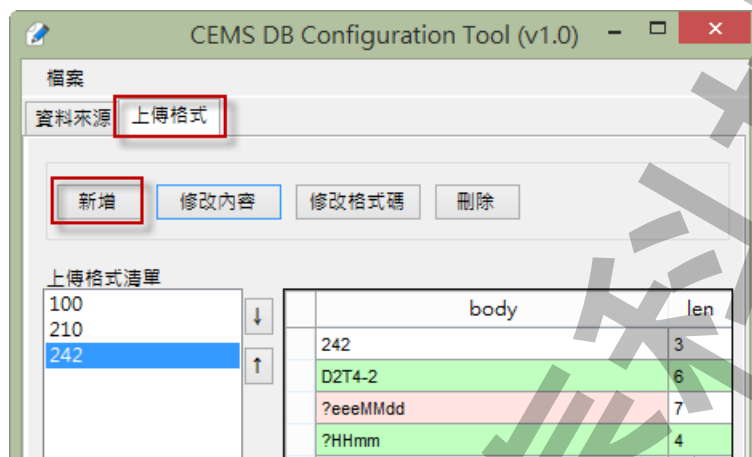 CEMS DB Configuration Tool (v1.0)
檔案
資料來源 上傳格式
新增 修改內容 修改格式碼 刪除
上傳格式清單
100
210
242
↓
↑
body len
242 3
D2T4-2 6
?eeeMMdd 7
?HHmm 4